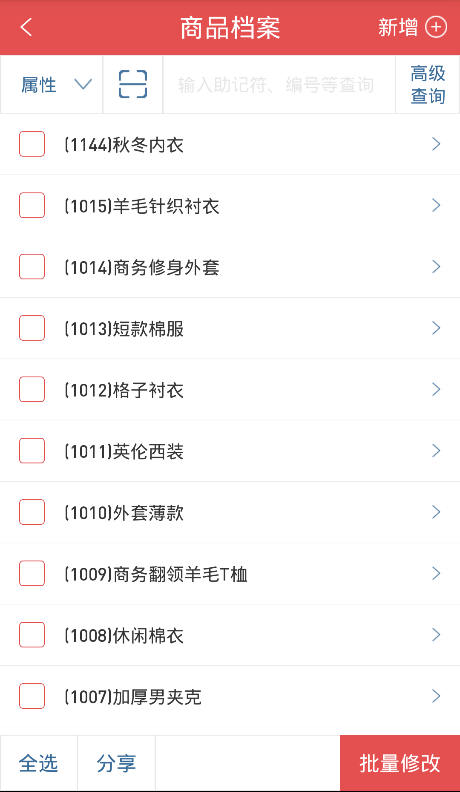 商品档案
新增
属性
输入助记符、编号等查询
高级
查询
(1144)秋冬内衣
(1015)羊毛针织衬衣
(1014)商务修身外套
(1013)短款棉服
(1012)格子衬衣
(1011)英伦西装
(1010)外套薄款
(1009)商务翻领羊毛T桖
(1008)休闲棉衣
(1007)加厚男夹克
全选
分享
批量修改